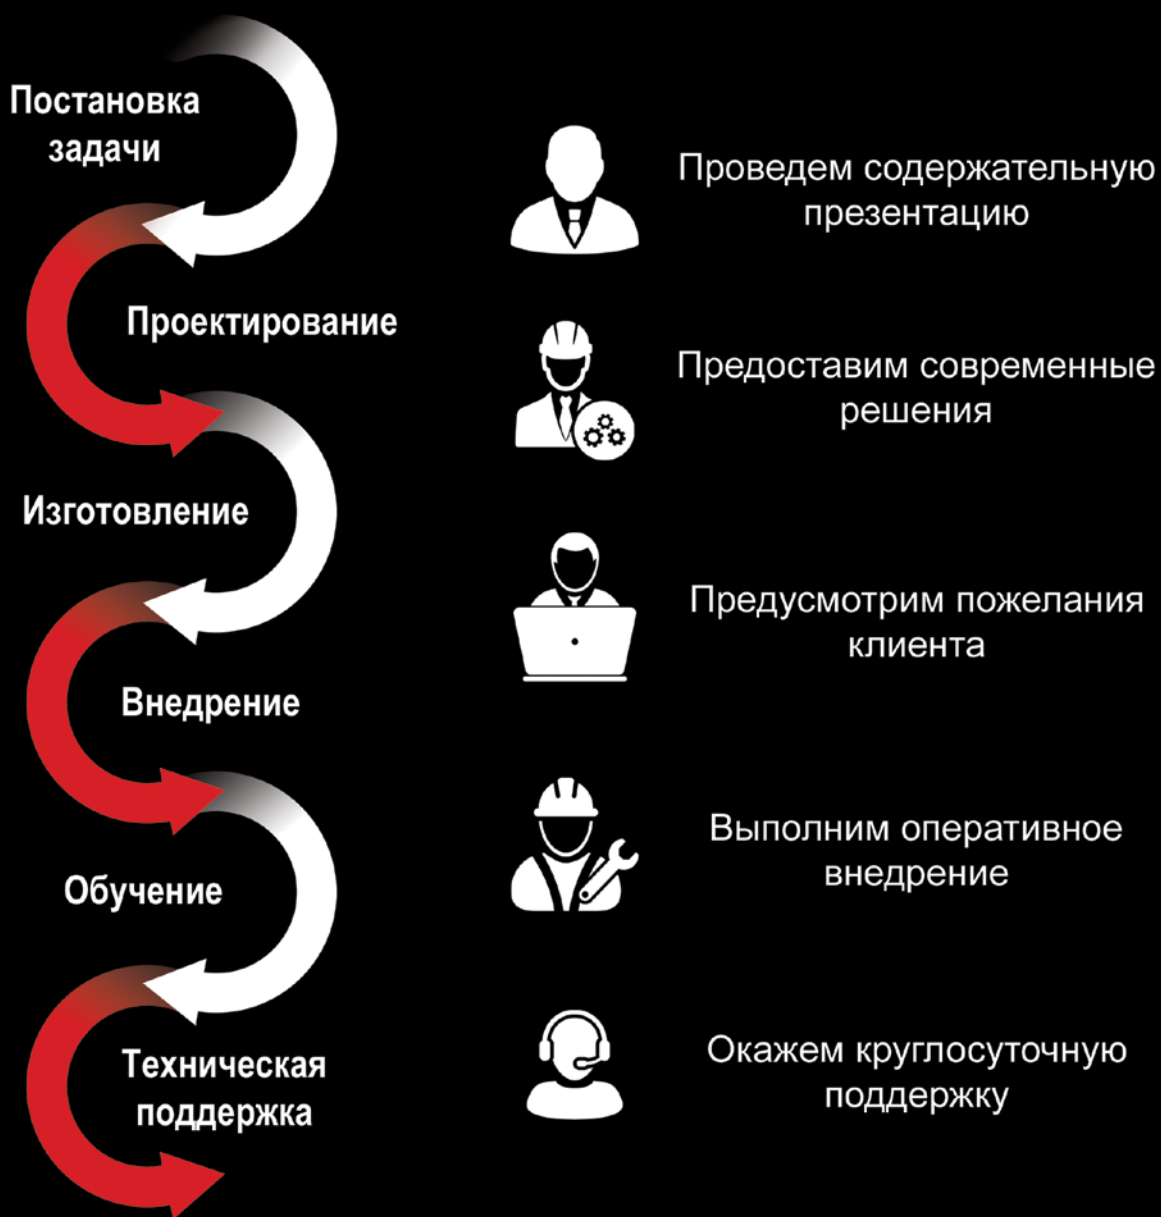 Постановка
задачи
Проектирование
Изготовление
Внедрение
Обучение
Техническая
поддержка
Проведем содержательную
презентацию
Предоставим современные
решения
Предусмотрим пожелания
клиента
Выполним оперативное
внедрение
Окажем круглосуточную
поддержку